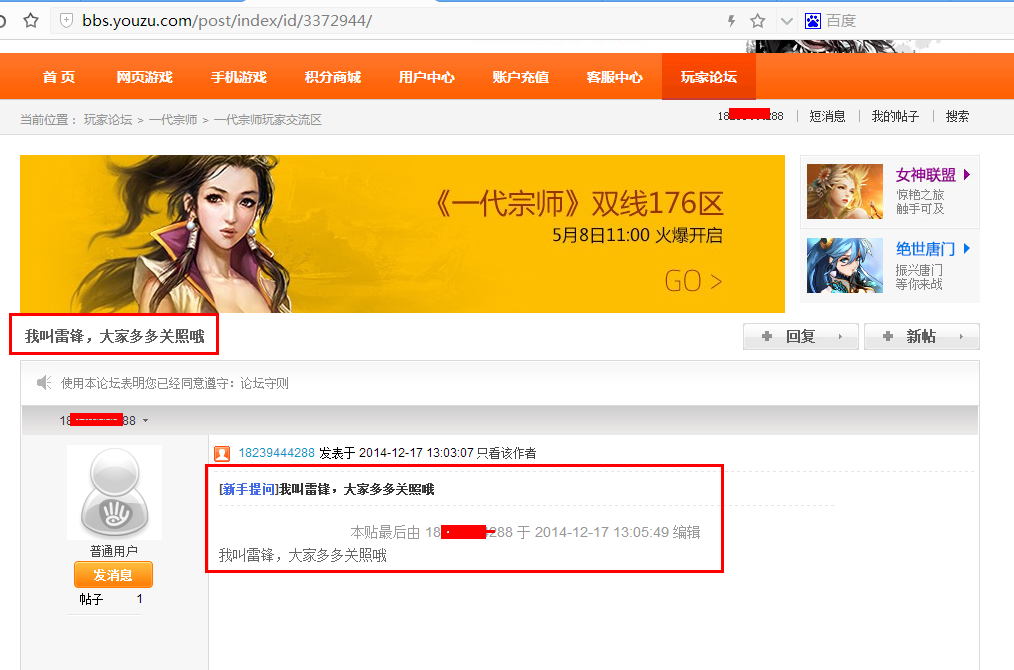 bbs.youzu.com/post/index/id/3372944/
百度
首 页 网页游戏 手机游戏 积分商城 用户中心 账户充值 客服中心 玩家论坛
当前位置： 玩家论坛 > 一代宗师 > 一代宗师玩家交流区
18 88 短消息 我的帖子 搜索
《一代宗师》双线176区
5月8日11:00 火爆开启
GO >
女神联盟
惊艳之旅
触手可及
绝世唐门
振兴唐门
等你来战
我叫雷锋，大家多多关照哦
回复 新帖
使用本论坛表明您已经同意遵守：论坛守则
18 38
18239444288 发表于 2014-12-17 13:03:07 只看该作者
[新手提问]我叫雷锋，大家多多关照哦
本贴最后由 18 288 于 2014-12-17 13:05:49 编辑
我叫雷锋，大家多多关照哦
普通用户
发消息
帖子 1